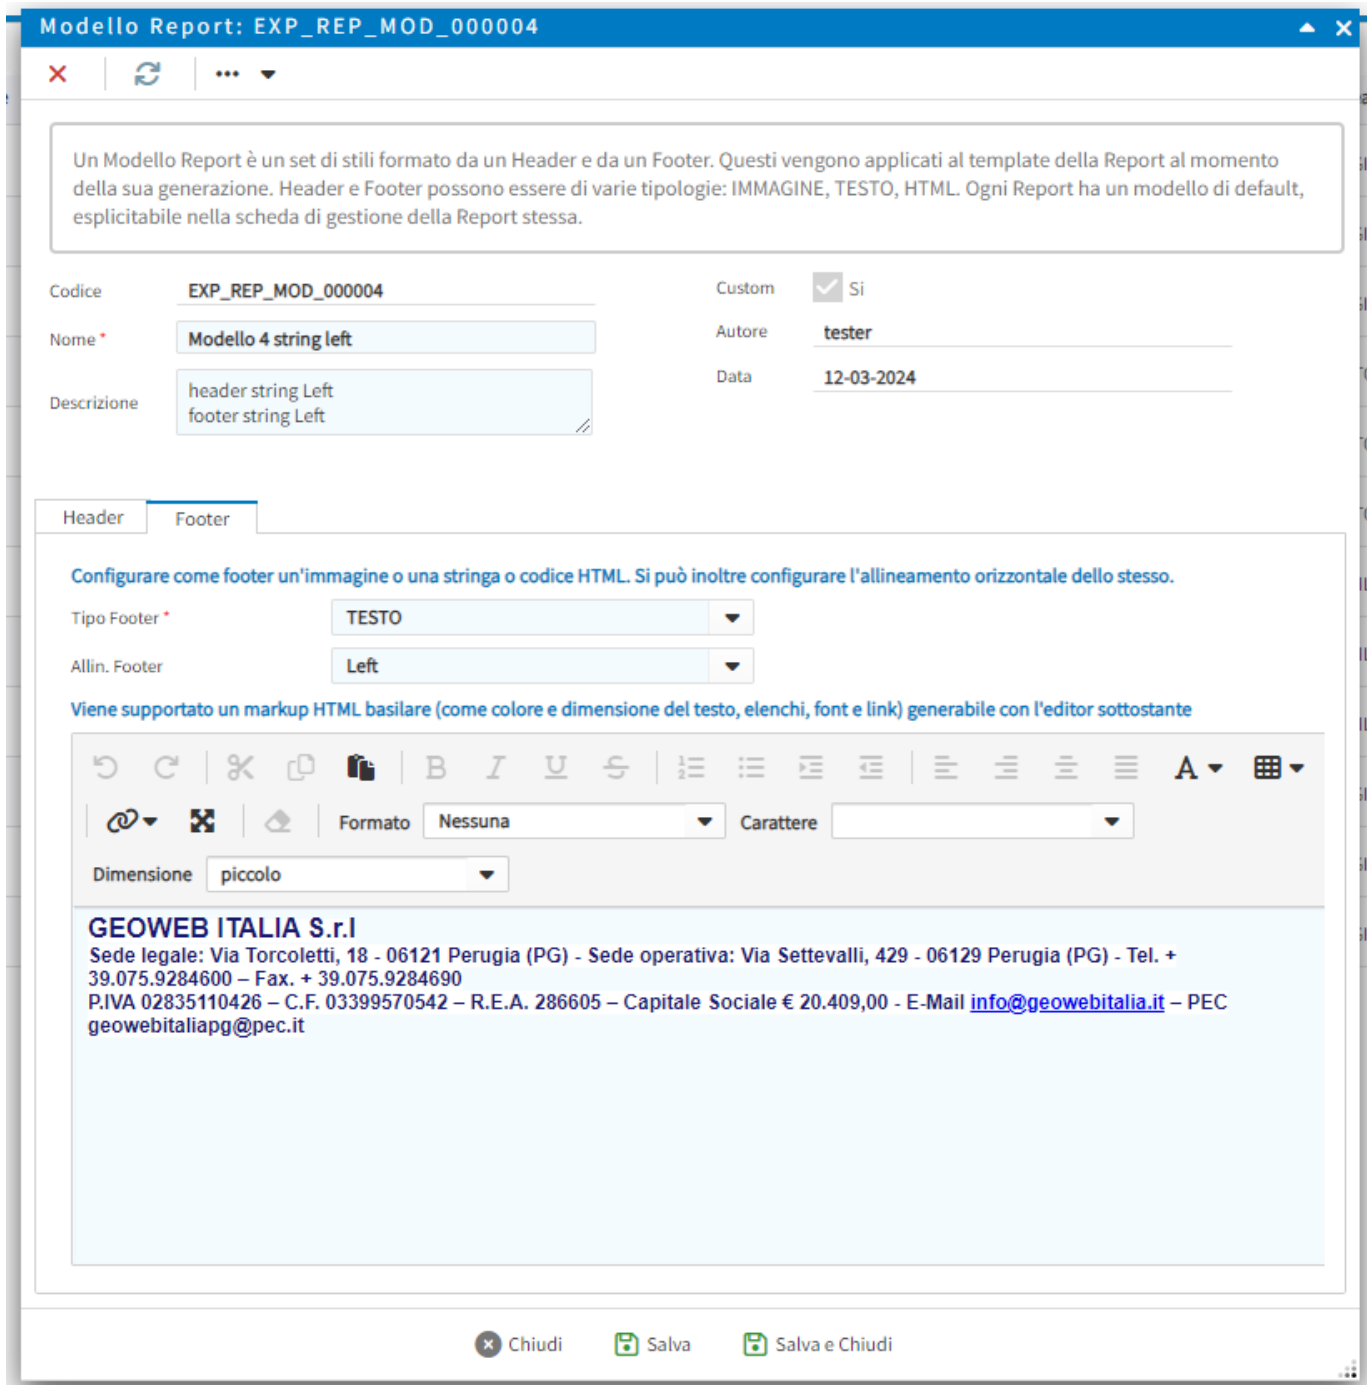 Modello Report: EXP_REP_MOD_000004
Un Modello Report è un set di stili formato da un Header e da un Footer. Questi vengono applicati al template della Report al momento
della sua generazione. Header e Footer possono essere di varie tipologie: IMMAGINE, TESTO, HTML. Ogni Report ha un modello di default,
esplicitabile nella scheda di gestione della Report stessa.
Codice EXP_REP_MOD_000004
Custom Si
Nome * Modello 4 string left
Autore tester
Data 12-03-2024
Descrizione header string Left
footer string Left
Header Footer
Configurare come footer un'immagine o una stringa o codice HTML. Si può inoltre configurare l'allineamento orizzontale dello stesso.
Tipo Footer * TESTO
Allin. Footer Left
Viene supportato un markup HTML basilare (come colore e dimensione del testo, elenchi, font e link) generabile con l'editor sottostante
Formato Nessuna Carattere
Dimensione piccolo
GEOWEB ITALIA S.r.l
Sede legale: Via Torcoletti, 18 - 06121 Perugia (PG) - Sede operativa: Via Settevalli, 429 - 06129 Perugia (PG) - Tel. +
39.075.9284600 – Fax. + 39.075.9284690
P.IVA 02835110426 – C.F. 03399570542 – R.E.A. 286605 – Capitale Sociale € 20.409,00 - E-Mail info@geowebitalia.it – PEC
geowebitaliapg@pec.it
Chiudi Salva Salva e Chiudi